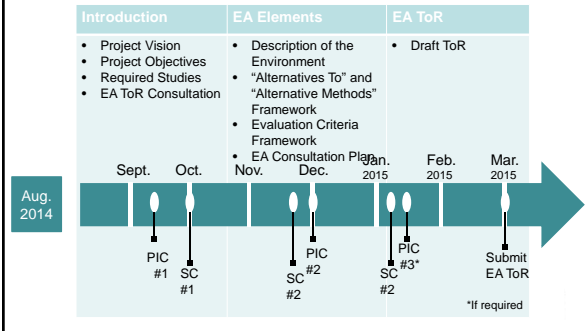 Introduction
EA Elements
EA ToR
• Project Vision
• Project Objectives
• Required Studies
• EA ToR Consultation
• Description of the
Environment
• “Alternatives To” and
“Alternative Methods”
Framework
• Evaluation Criteria
Framework
• EA Consultation Plan
• Draft ToR
Aug.
2014
Sept.
Oct.
Nov.
Dec.
Jan.
2015
Feb.
2015
Mar.
2015
PIC
#1
SC
#1
SC
#2
PIC
#2
SC
#2
PIC
#3*
Submit
EA ToR
*If required